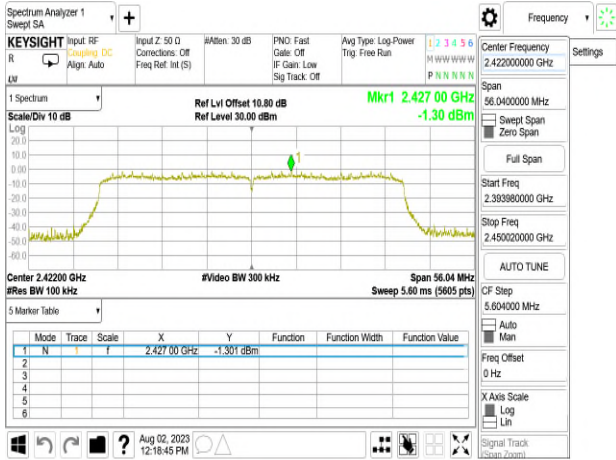 Spectrum Analyzer 1
Swept SA
+
Frequency
Settings
KEYSIGHT
R
Input: RF
Coupling: DC
Align: Auto
Input Z: 50 Ω
Corrections: Off
Freq Ref: Int (S)
#Atten: 30 dB
PNO: Fast
Gate: Off
IF Gain: Low
Sig Track: Off
Avg Type: Log-Power
Trig: Free Run
1 2 3 4 5 6
M W W W W W
P N N N N N
1 Spectrum
Scale/Div 10 dB
Ref Lvl Offset 10.80 dB
Ref Level 30.00 dBm
Mkr1 2.427 00 GHz
-1.30 dBm
Log
20.0
10.0
0.00
-10.0
-20.0
-30.0
-40.0
-50.0
-60.0
1
Center 2.42200 GHz
#Res BW 100 kHz
#Video BW 300 kHz
Span 56.04 MHz
Sweep 5.60 ms (5605 pts)
5 Marker Table
Mode Trace Scale X Y Function Function Width Function Value
1 N 1 f 2.427 00 GHz -1.301 dBm
2
3
4
5
6
Aug 02, 2023
12:18:45 PM
Center Frequency
2.422000000 GHz
Span
56.0400000 MHz
Swept Span
Zero Span
Full Span
Start Freq
2.393980000 GHz
Stop Freq
2.450020000 GHz
AUTO TUNE
CF Step
5.604000 MHz
Auto
Man
Freq Offset
0 Hz
X Axis Scale
Log
Lin
Signal Track
(Span Zoom)